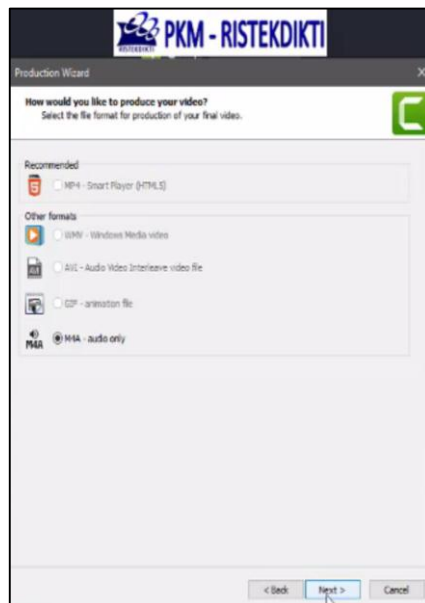 RISTEKDIKTI
PKM - RISTEKDIKTI
Production Wizard
How would you like to produce your video?
Select the file format for production of your final video.
Recommended
MP4 - Smart Player (HTML5)
Other formats
WMV - Windows Media video
AVI - Audio Video Interleave video file
GIF - animation file
M4A
M4A - audio only
< Back
Next >
Cancel